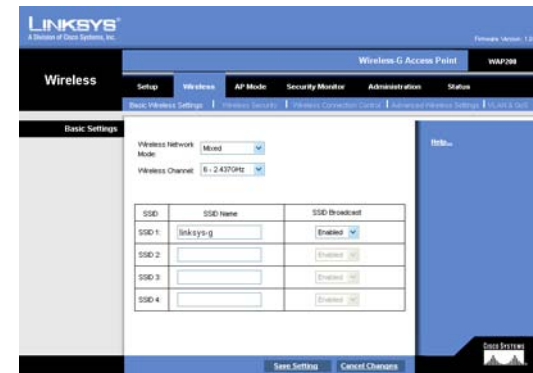 LINKSYS®
A Division of Cisco Systems, Inc.
Firmware Version: 1.0
Wireless-G Access Point WAP200
Wireless
Setup Wireless AP Mode Security Monitor Administration Status
Basic Wireless Settings | Wireless Security | Wireless Connection Control | Advanced Wireless Settings | VLAN & QoS
Basic Settings
Help...
Wireless Network Mode: Mixed
Wireless Channel: 6 - 2.437GHz
SSID SSID Name SSID Broadcast
SSID 1: linksys-g Enabled
SSID 2: Enabled
SSID 3: Enabled
SSID 4: Enabled
Save Setting Cancel Changes
CISCO SYSTEMS